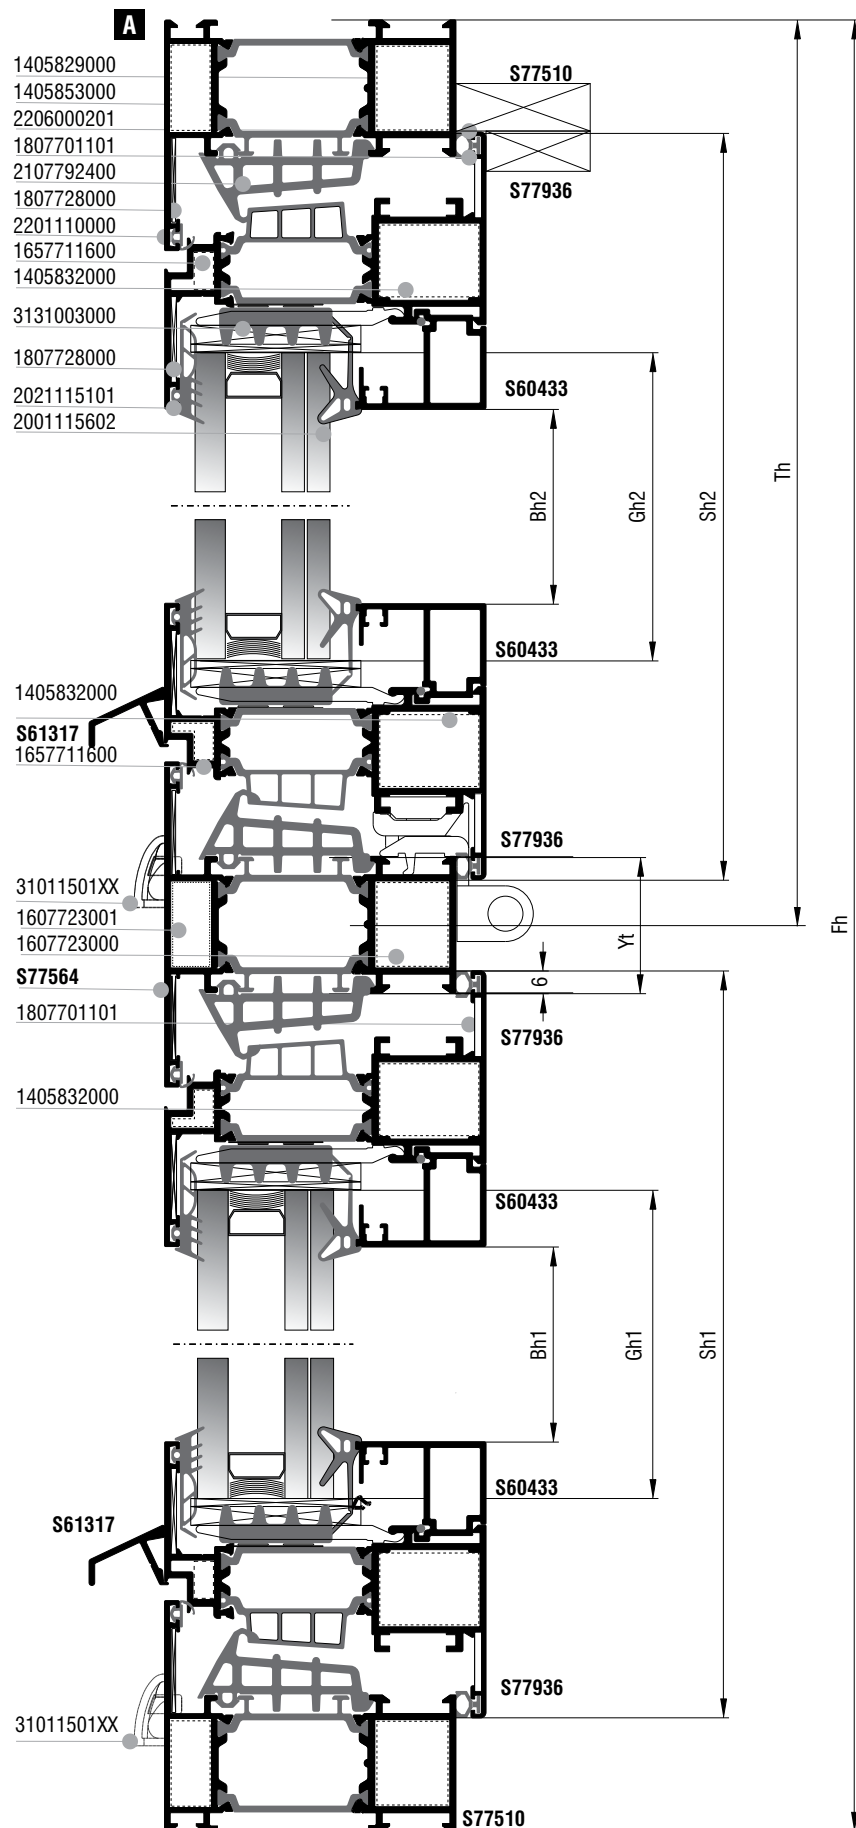 A
1405829000
S77510
1405853000
2206000201
1807701101
2107792400
S77936
1807728000
2201110000
1657711600
1405832000
3131003000
1807728000
S60433
2021115101
2001115602
Th
Bh2
Gh2
Sh2
S60433
1405832000
S61317
1657711600
S77936
31011501XX
1607723001
Fh
1607723000
Yt
S77564
6
1807701101
S77936
1405832000
S60433
Bh1
Gh1
Sh1
S60433
S61317
S77936
31011501XX
S77510